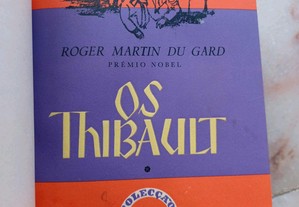 ROGER MARTIN DU GARD
PRÉMIO NOBEL
OS
THIBAULT
COLECÇÃO